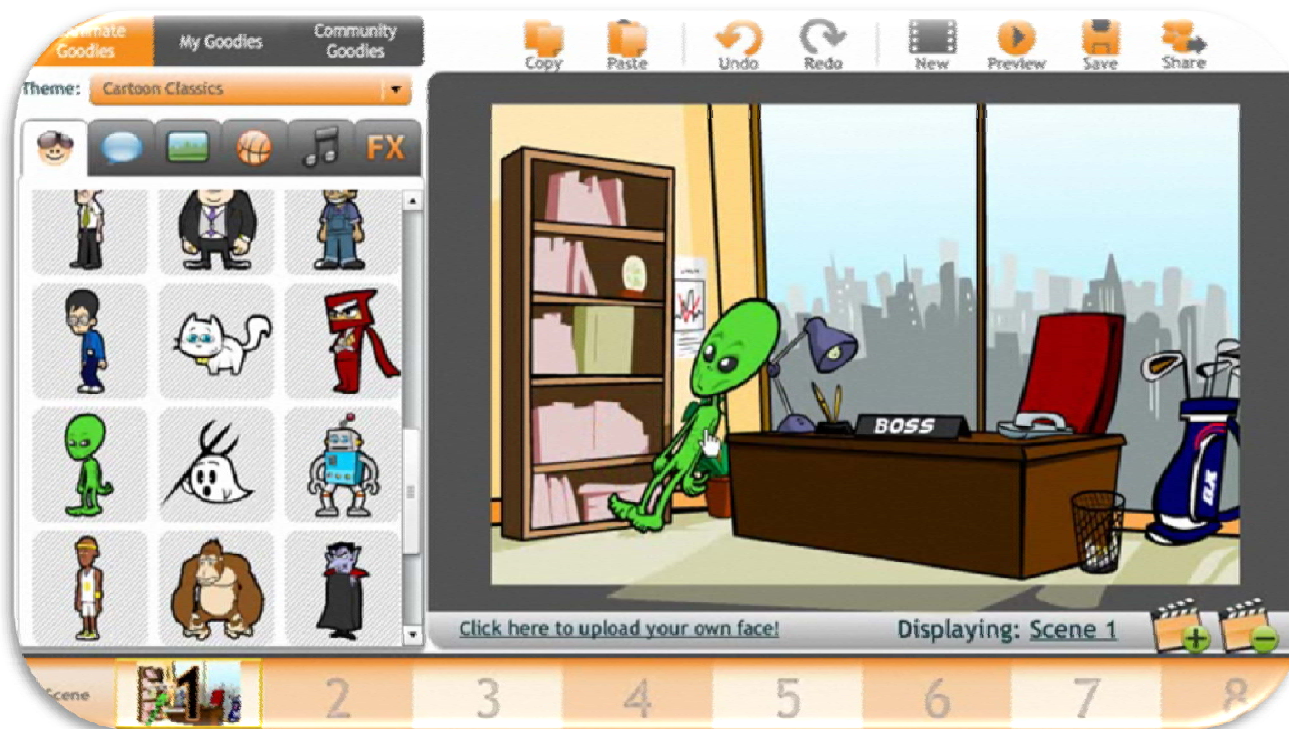 Goodies
My Goodies
Community
Goodies
Copy
Paste
Undo
Redo
New
Preview
Save
Share
Theme:
Cartoon Classics
FX
BOSS
Click here to upload your own face!
Displaying: Scene 1
Scene
1
2
3
4
5
6
7
8